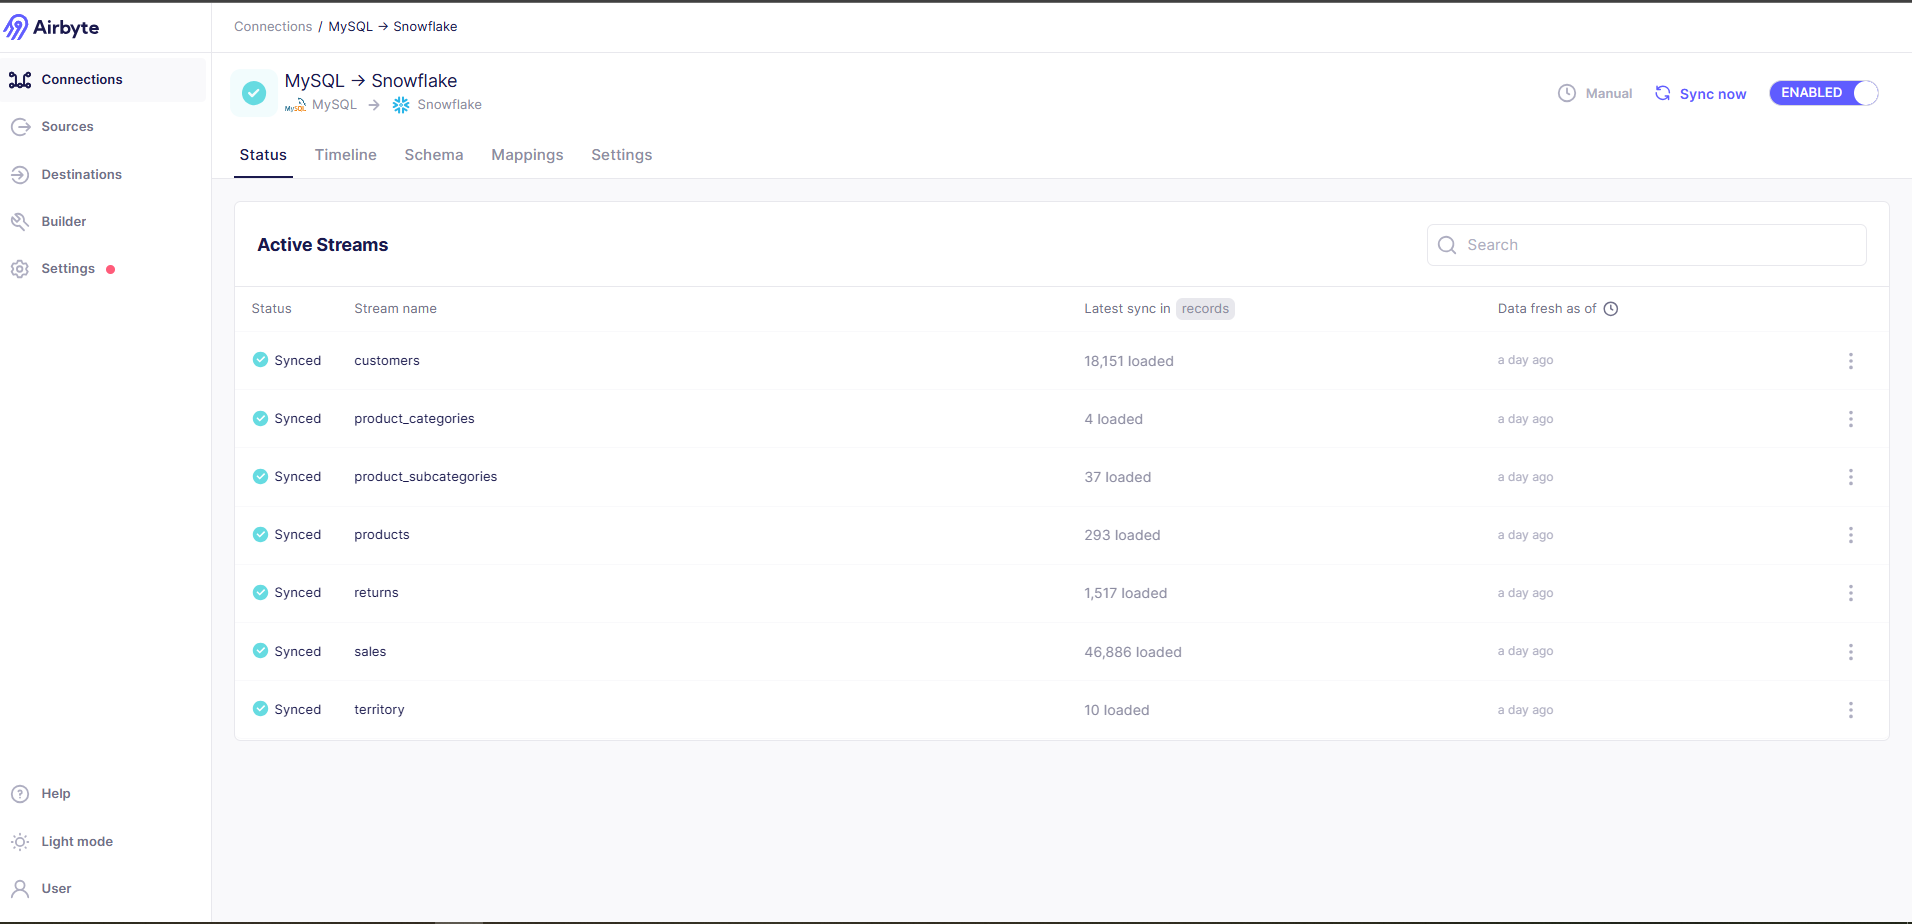 Airbyte
Connections / MySQL → Snowflake
Connections
Sources
Destinations
Builder
Settings
MySQL → Snowflake
MySQL MySQL → Snowflake
Manual
Sync now
ENABLED
Status Timeline Schema Mappings Settings
Active Streams
Search
Status Stream name Latest sync in records Data fresh as of
Synced customers 18,151 loaded a day ago
Synced product_categories 4 loaded a day ago
Synced product_subcategories 37 loaded a day ago
Synced products 293 loaded a day ago
Synced returns 1,517 loaded a day ago
Synced sales 46,886 loaded a day ago
Synced territory 10 loaded a day ago
Help
Light mode
User